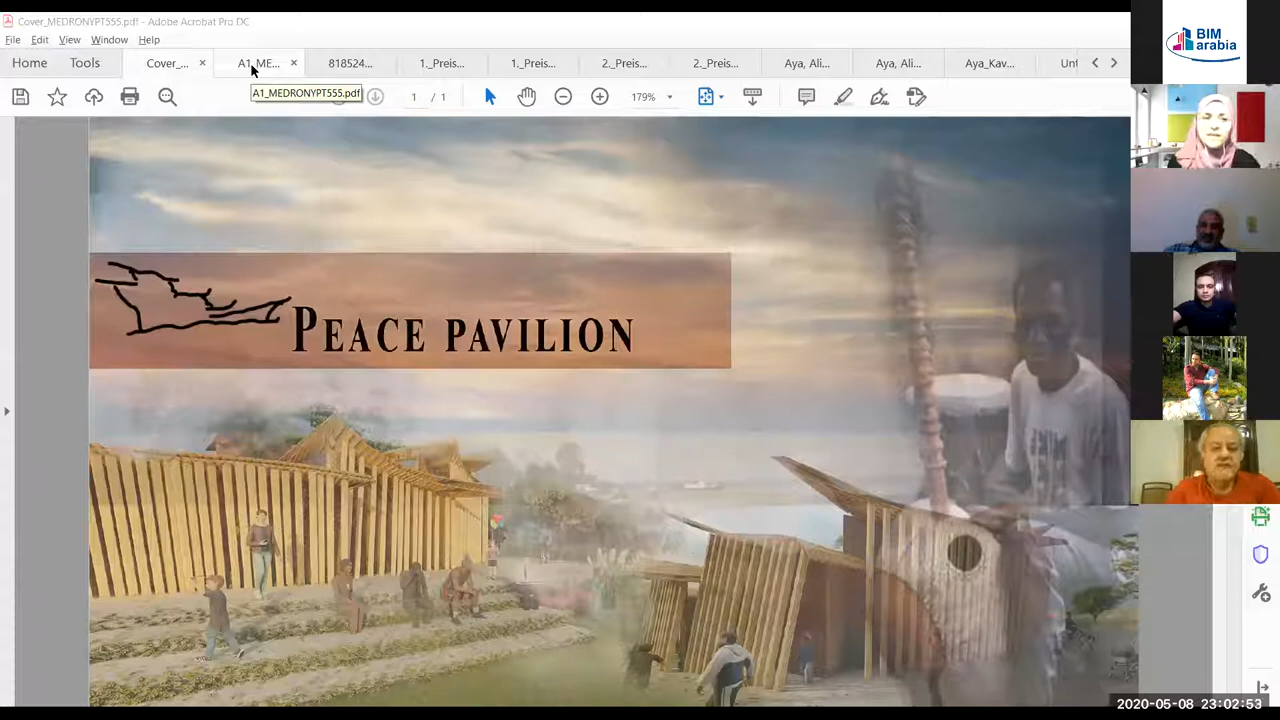 Cover_MEDRONYPT555.pdf - Adobe Acrobat Pro DC
File Edit View Window Help
Home Tools Cover_... × A1_ME... × 818524... 1._Preis... 1._Preis... 2._Preis... 2._Preis... Aya, Ali... Aya, Ali... Aya_Kav...
A1_MEDRONYPT555.pdf
1 / 1 179%
BIM
arabia
PEACE PAVILION
2020-05-08 23:02:53